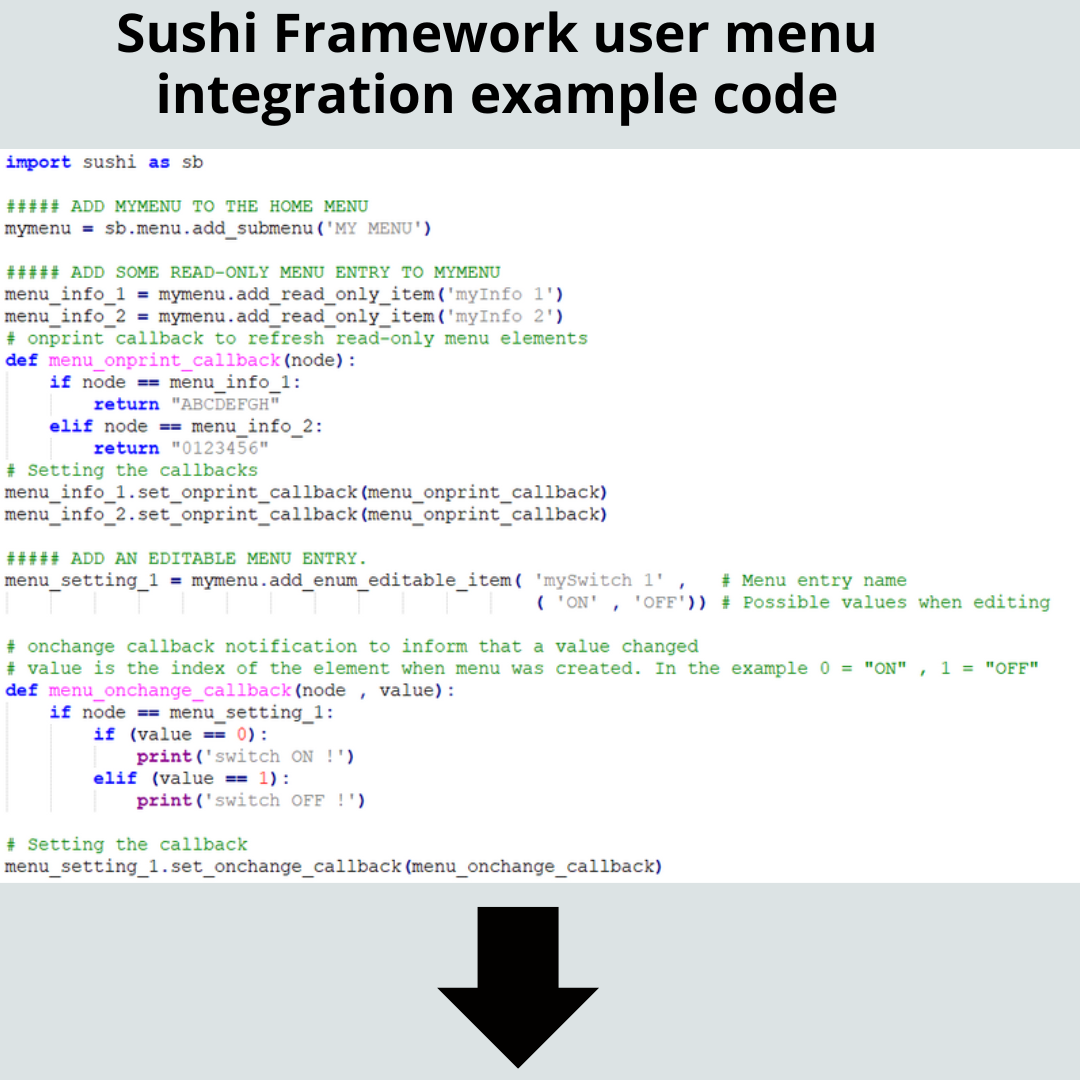 Sushi Framework user menu
integration example code
import sushi as sb
##### ADD MYMENU TO THE HOME MENU
mymenu = sb.menu.add_submenu('MY MENU')
##### ADD SOME READ-ONLY MENU ENTRY TO MYMENU
menu_info_1 = mymenu.add_read_only_item('myInfo 1')
menu_info_2 = mymenu.add_read_only_item('myInfo 2')
# onprint callback to refresh read-only menu elements
def menu_onprint_callback(node):
    if node == menu_info_1:
        return "ABCDEFGH"
    elif node == menu_info_2:
        return "0123456"
# Setting the callbacks
menu_info_1.set_onprint_callback(menu_onprint_callback)
menu_info_2.set_onprint_callback(menu_onprint_callback)
##### ADD AN EDITABLE MENU ENTRY.
menu_setting_1 = mymenu.add_enum_editable_item( 'mySwitch 1' ,   # Menu entry name
                                                 ( 'ON' , 'OFF')) # Possible values when editing
# onchange callback notification to inform that a value changed
# value is the index of the element when menu was created. In the example 0 = "ON" , 1 = "OFF"
def menu_onchange_callback(node , value):
    if node == menu_setting_1:
        if (value == 0):
            print('switch ON !')
        elif (value == 1):
            print('switch OFF !')
# Setting the callback
menu_setting_1.set_onchange_callback(menu_onchange_callback)